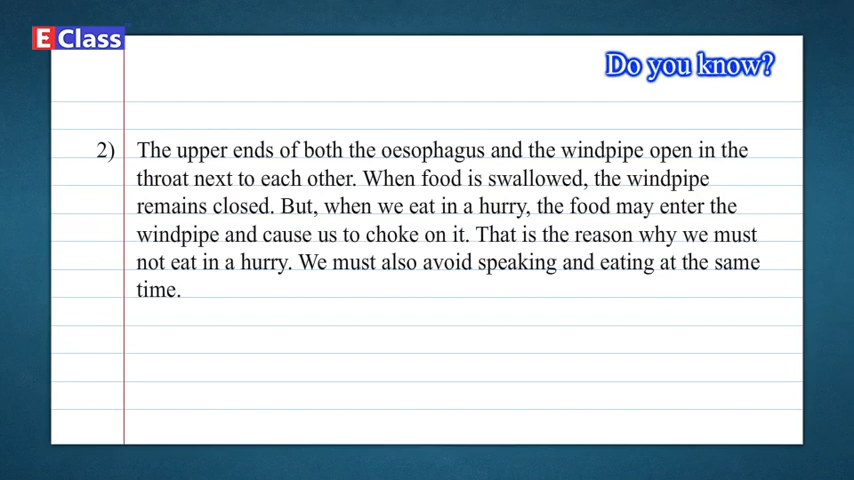 E Class
Do you know?
2) The upper ends of both the oesophagus and the windpipe open in the
throat next to each other. When food is swallowed, the windpipe
remains closed. But, when we eat in a hurry, the food may enter the
windpipe and cause us to choke on it. That is the reason why we must
not eat in a hurry. We must also avoid speaking and eating at the same
time.